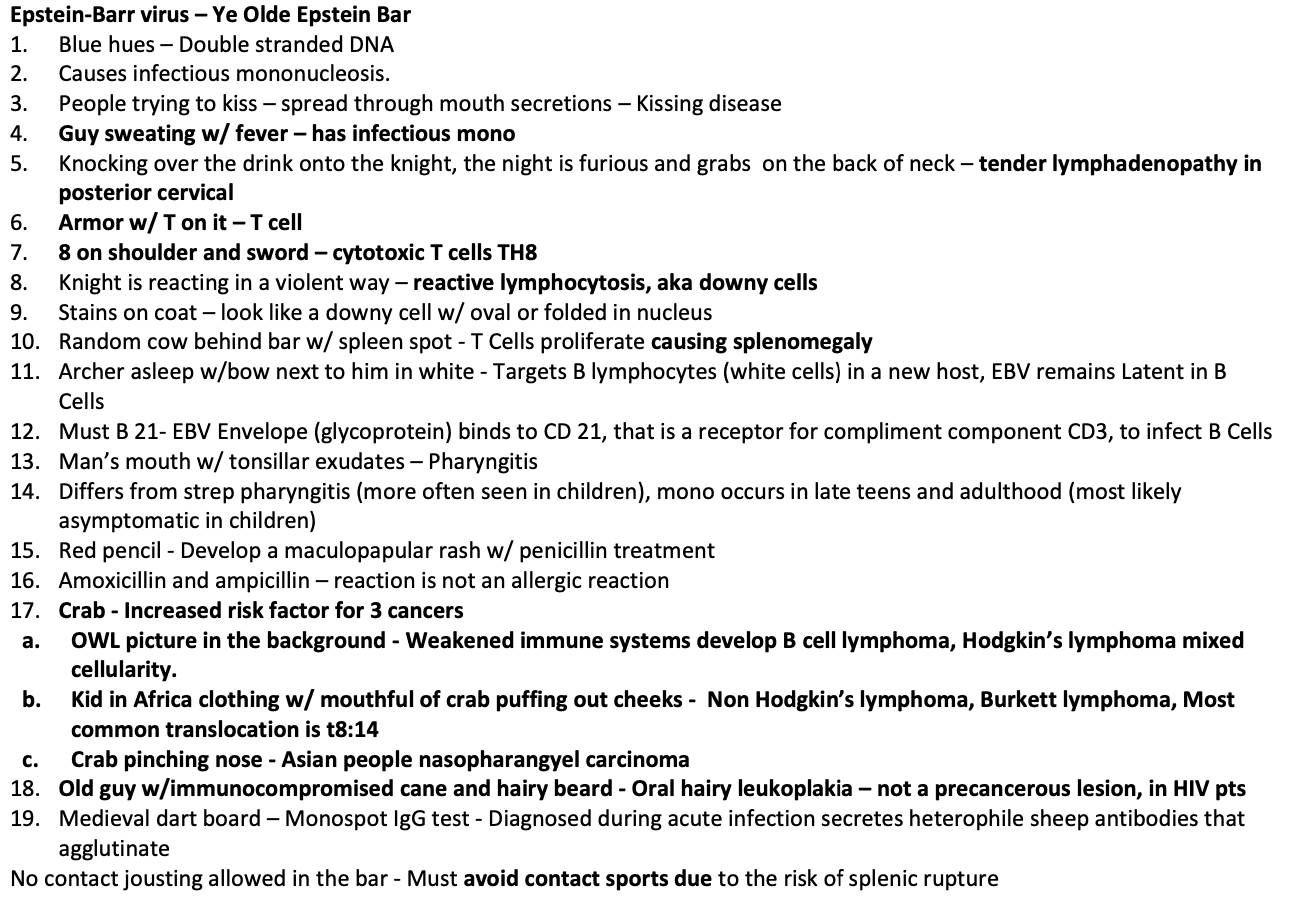 Epstein-Barr virus – Ye Olde Epstein Bar
1. Blue hues – Double stranded DNA
2. Causes infectious mononucleosis.
3. People trying to kiss – spread through mouth secretions – Kissing disease
4. Guy sweating w/ fever – has infectious mono
5. Knocking over the drink onto the knight, the night is furious and grabs  on the back of neck – tender lymphadenopathy in
posterior cervical
6. Armor w/ T on it – T cell
7. 8 on shoulder and sword – cytotoxic T cells TH8
8. Knight is reacting in a violent way – reactive lymphocytosis, aka downy cells
9. Stains on coat – look like a downy cell w/ oval or folded in nucleus
10. Random cow behind bar w/ spleen spot - T Cells proliferate causing splenomegaly
11. Archer asleep w/bow next to him in white - Targets B lymphocytes (white cells) in a new host, EBV remains Latent in B
Cells
12. Must B 21- EBV Envelope (glycoprotein) binds to CD 21, that is a receptor for compliment component CD3, to infect B Cells
13. Man’s mouth w/ tonsillar exudates – Pharyngitis
14. Differs from strep pharyngitis (more often seen in children), mono occurs in late teens and adulthood (most likely
asymptomatic in children)
15. Red pencil - Develop a maculopapular rash w/ penicillin treatment
16. Amoxicillin and ampicillin – reaction is not an allergic reaction
17. Crab - Increased risk factor for 3 cancers
a. OWL picture in the background - Weakened immune systems develop B cell lymphoma, Hodgkin’s lymphoma mixed
cellularity.
b. Kid in Africa clothing w/ mouthful of crab puffing out cheeks -  Non Hodgkin’s lymphoma, Burkett lymphoma, Most
common translocation is t8:14
c. Crab pinching nose - Asian people nasopharangyel carcinoma
18. Old guy w/immunocompromised cane and hairy beard - Oral hairy leukoplakia – not a precancerous lesion, in HIV pts
19. Medieval dart board – Monospot IgG test - Diagnosed during acute infection secretes heterophile sheep antibodies that
agglutinate
No contact jousting allowed in the bar - Must avoid contact sports due to the risk of splenic rupture